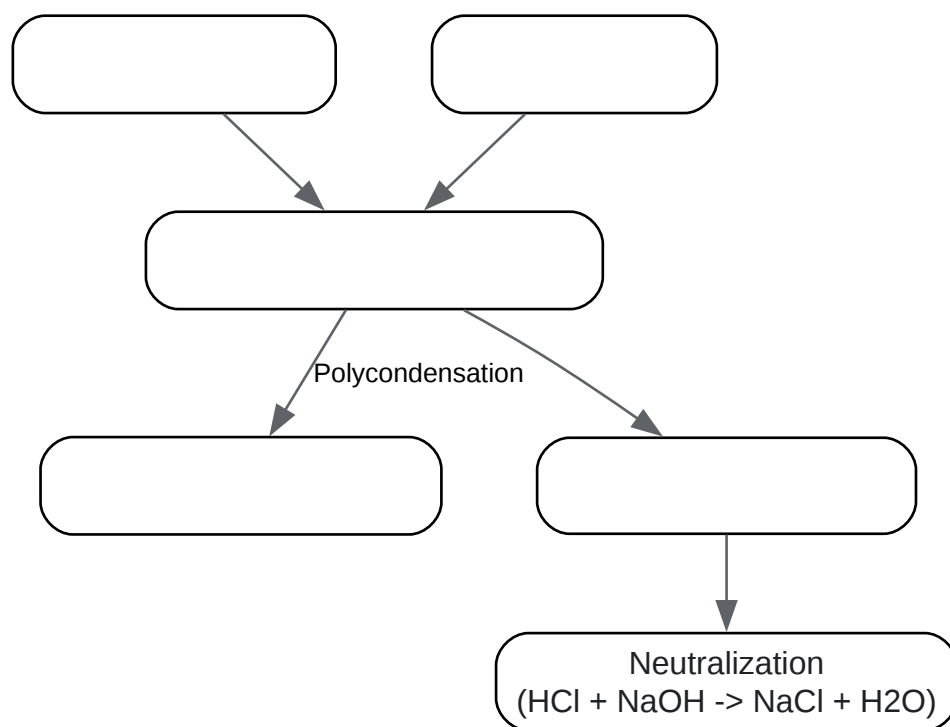 Polycondensation
Neutralization
(HCl + NaOH -> NaCl + H2O)